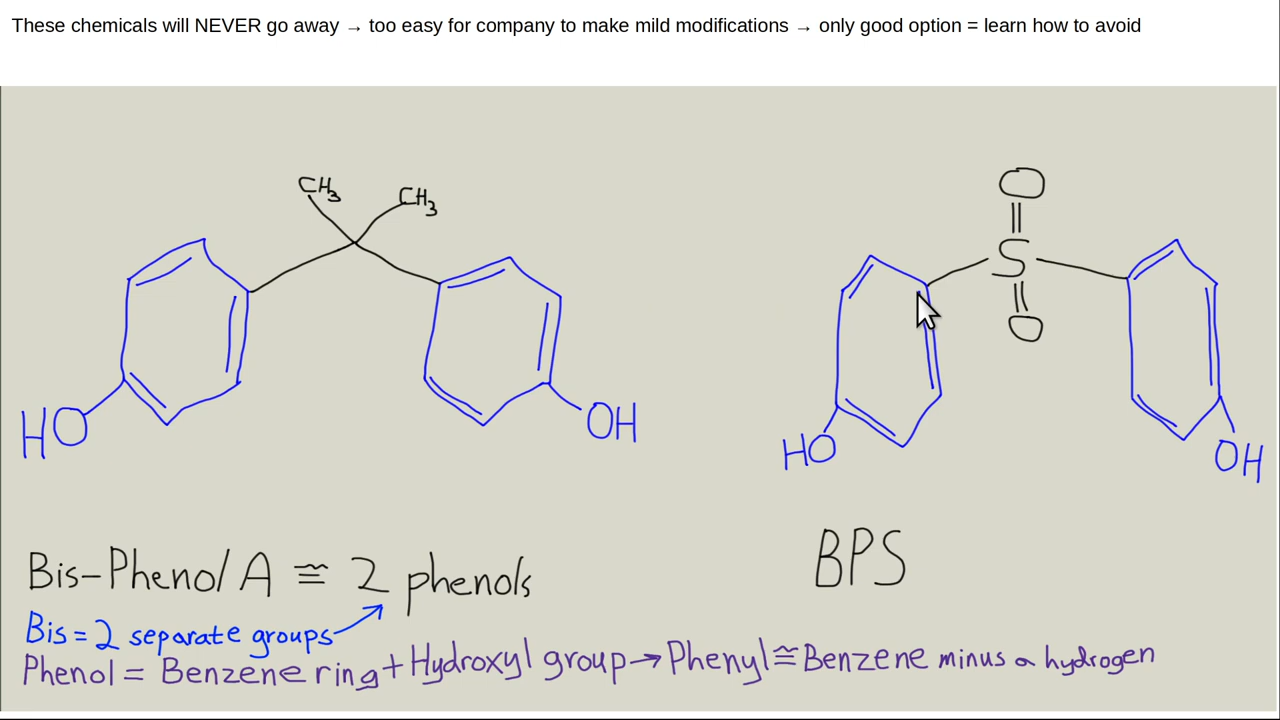 These chemicals will NEVER go away → too easy for company to make mild modifications → only good option = learn how to avoid
CH3
CH3
O
S
O
HO
OH
HO
OH
Bis-Phenol A ≅ 2 phenols
BPS
Bis = 2 separate groups
Phenol = Benzene ring + Hydroxyl group → Phenyl ≅ Benzene minus a hydrogen